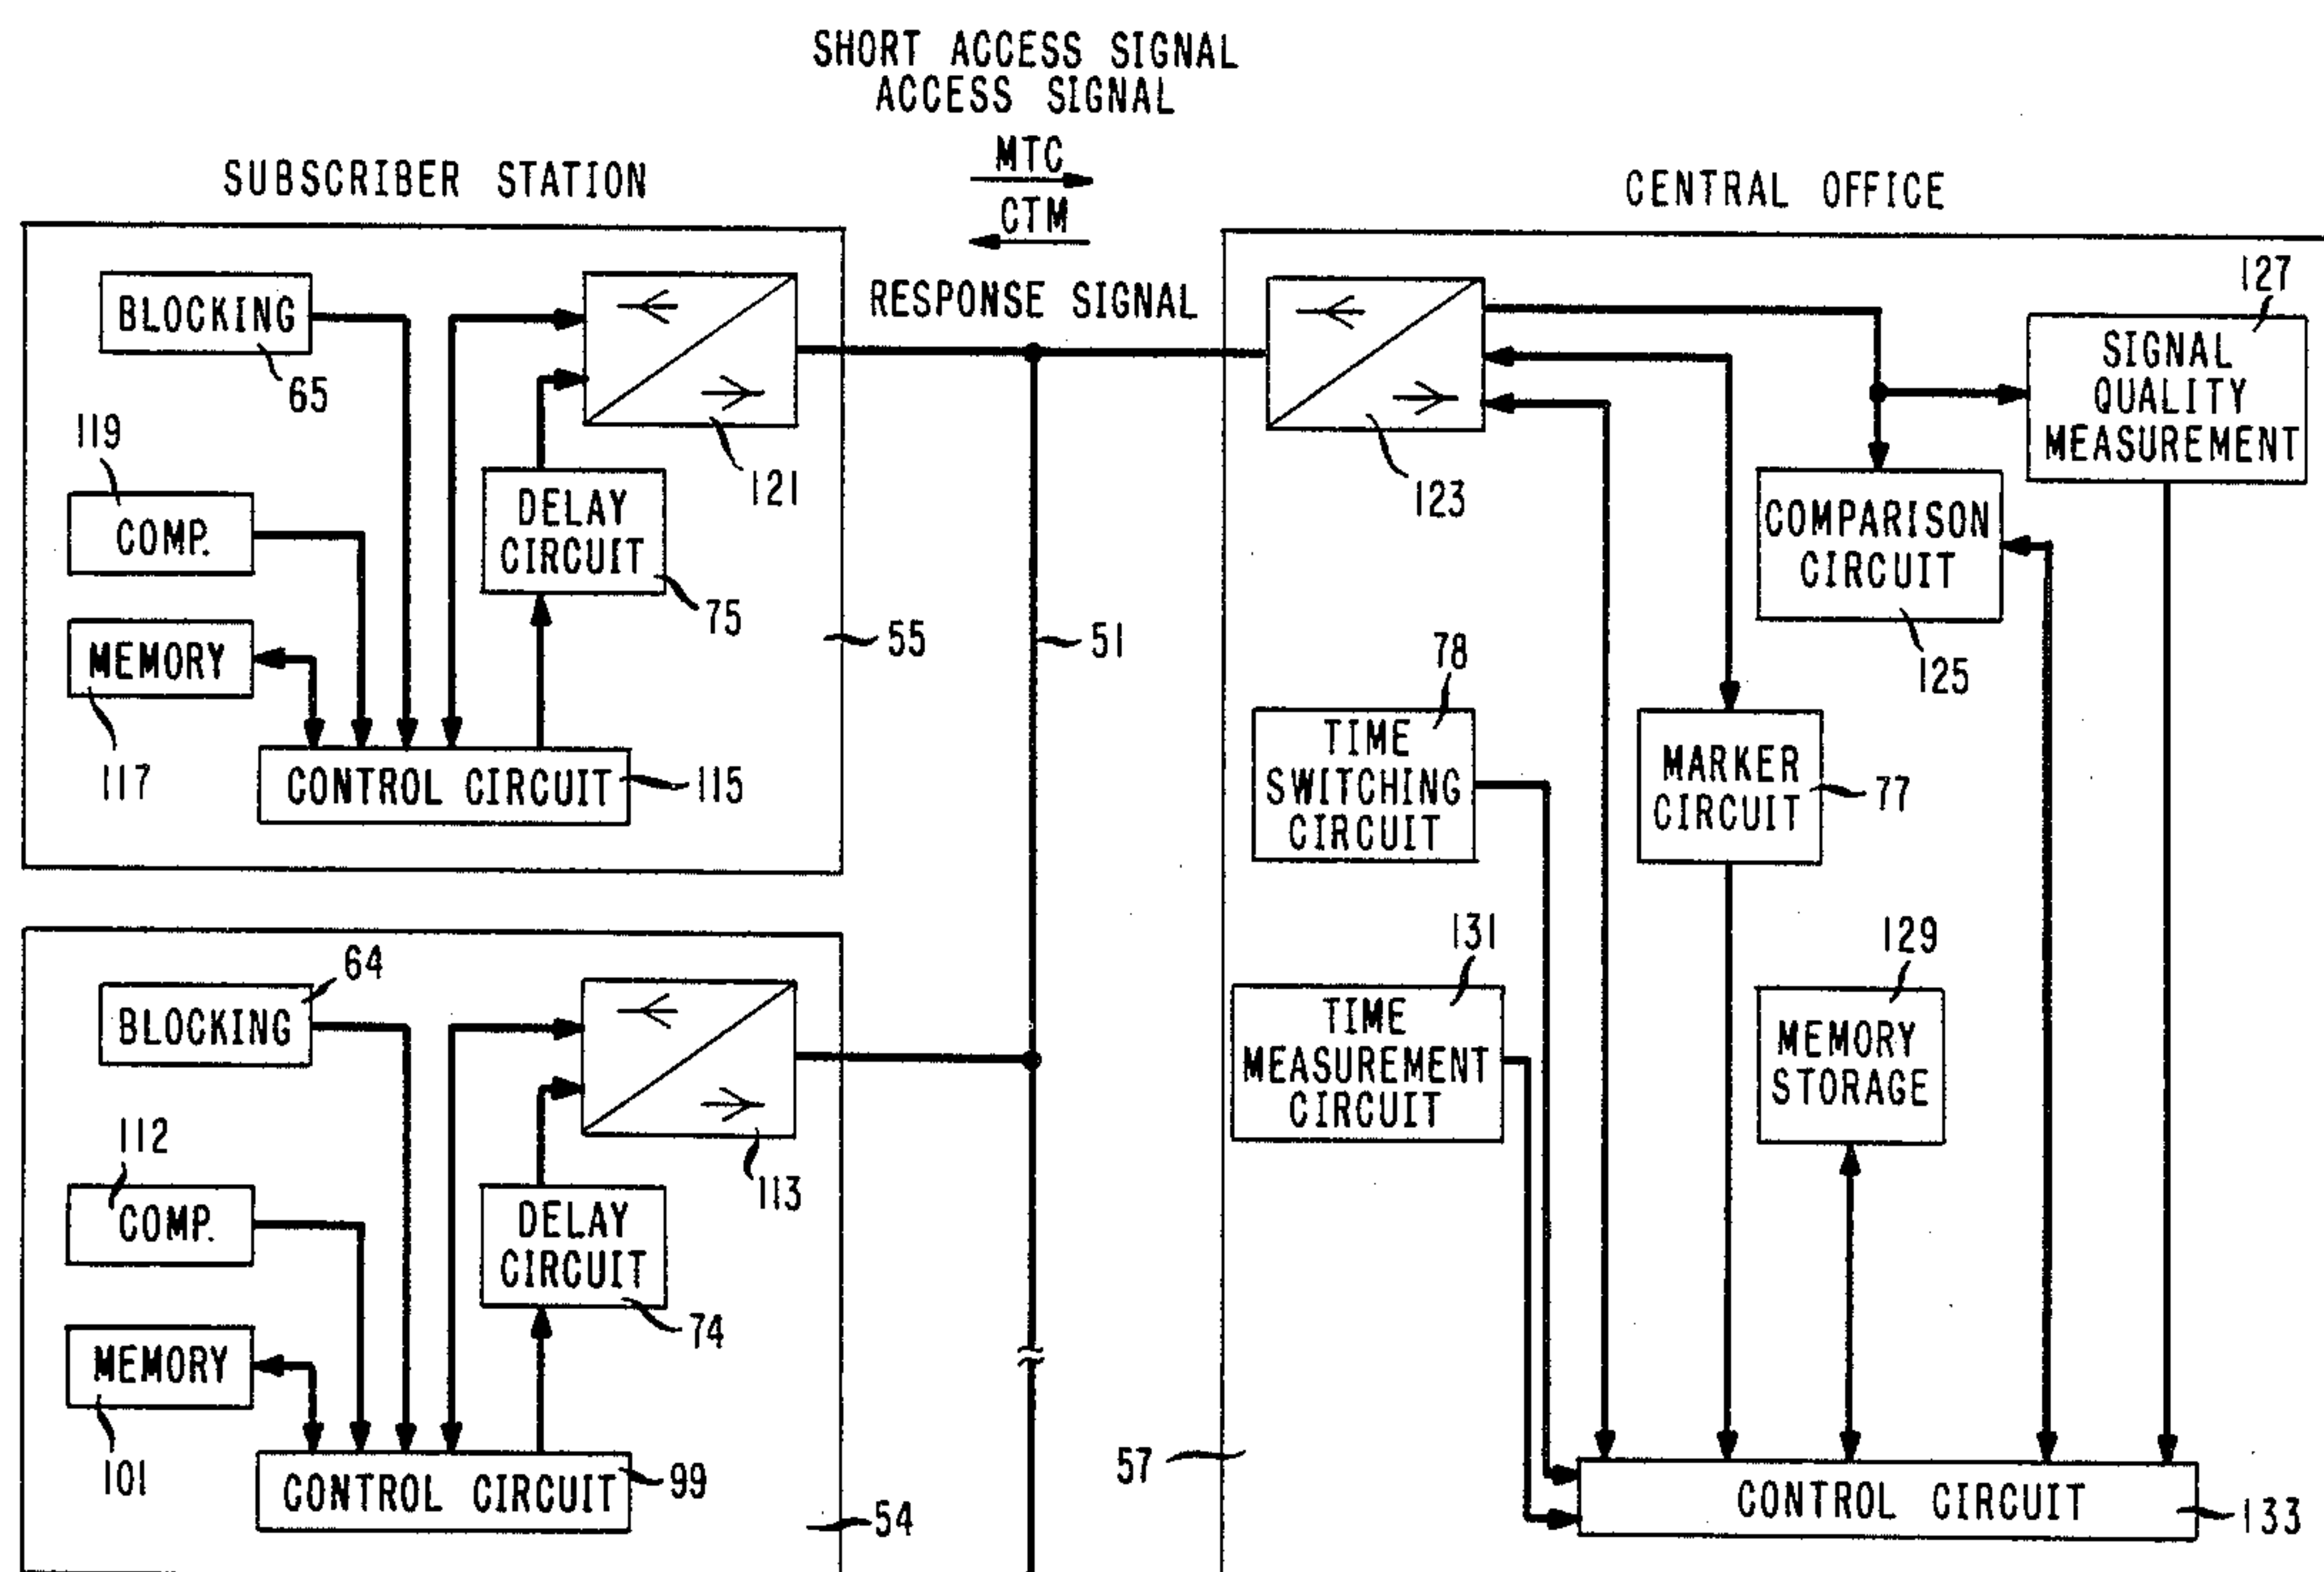 SHORT ACCESS SIGNAL
ACCESS SIGNAL
MTC
CTM
RESPONSE SIGNAL
SUBSCRIBER STATION
BLOCKING
65
119
COMP.
MEMORY
117
DELAY
CIRCUIT
75
121
CONTROL CIRCUIT
115
55
51
BLOCKING
64
112
COMP.
MEMORY
101
DELAY
CIRCUIT
74
113
CONTROL CIRCUIT
99
54
CENTRAL OFFICE
123
127
SIGNAL
QUALITY
MEASUREMENT
COMPARISON
CIRCUIT
125
78
TIME
SWITCHING
CIRCUIT
MARKER
CIRCUIT
77
131
TIME
MEASUREMENT
CIRCUIT
129
MEMORY
STORAGE
57
CONTROL CIRCUIT
133